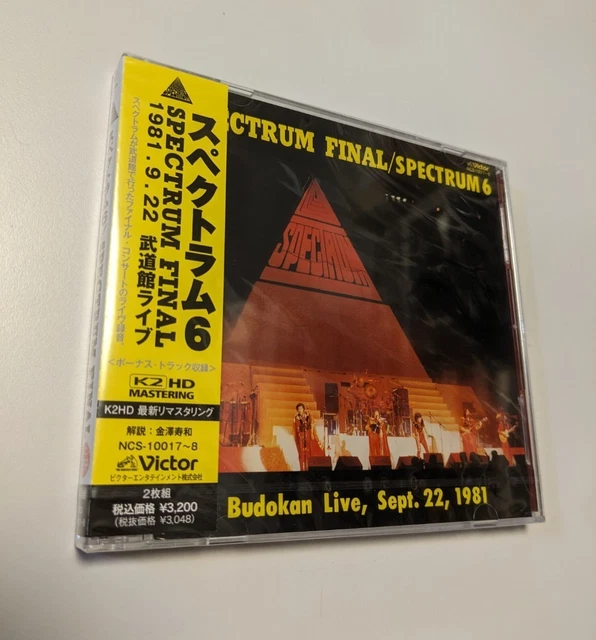 SPECTRUM
スペクトラム6
SPECTRUM FINAL
1981.9.22 武道館ライブ
スペクトラムが武道館で行ったファイナル・コンサートのライヴ録音、
<ボーナス・トラック収録>
K2 HD
MASTERING
K2HD 最新リマスタリング
解説：金澤寿和
NCS-10017~8
Victor
ビクターエンタテインメント株式会社
2枚組
税込価格 ¥3,200
(税抜価格 ¥3,048)
CTRUM FINAL/SPECTRUM 6
Victor
SPECTRUM
Budokan Live, Sept. 22, 1981